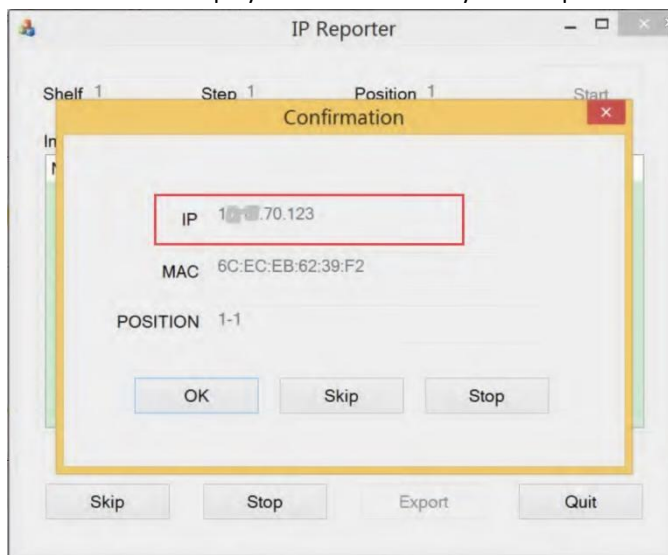 IP Reporter
Shelf 1 Step 1 Position 1 Start
Confirmation
IP .70.123
MAC 6C:EC:EB:62:39:F2
POSITION 1-1
OK Skip Stop
Skip Stop Export Quit